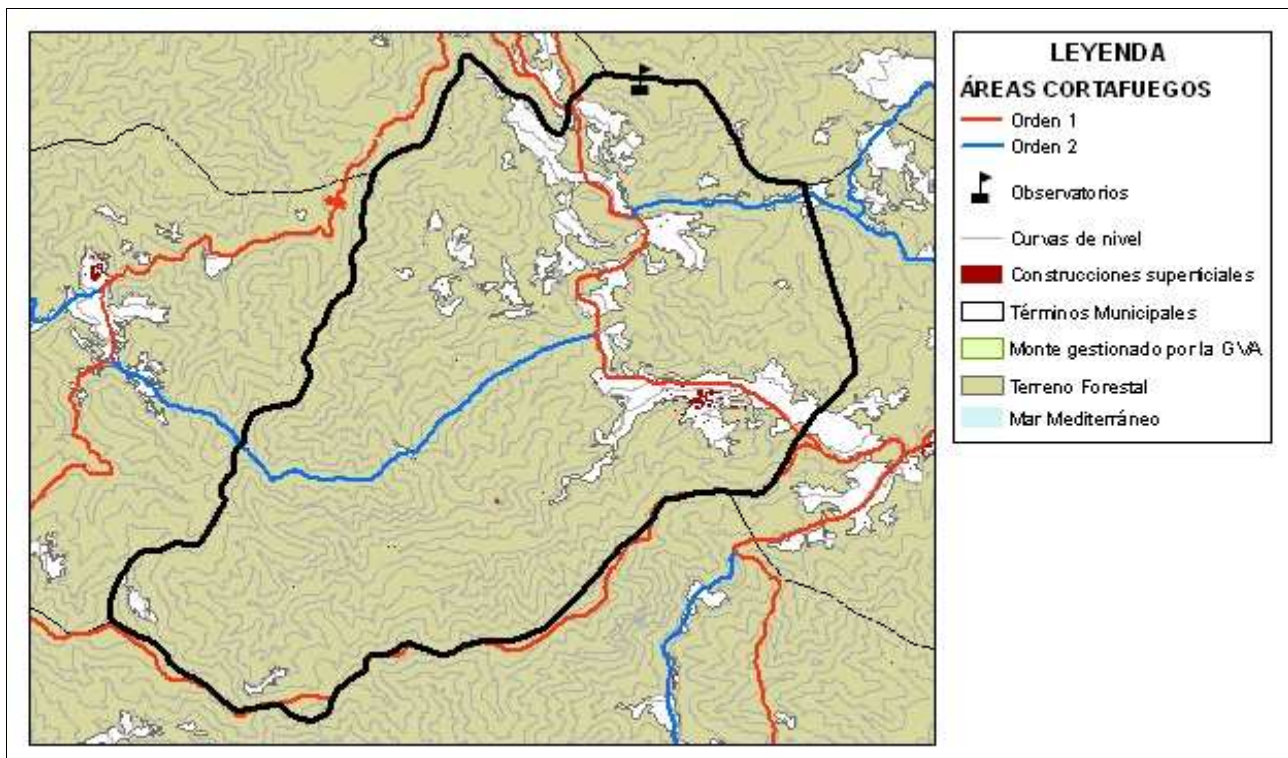 LEYENDA
ÁREAS CORTAFUEGOS
Orden 1
Orden 2
Observatorios
Curvas de nivel
Construcciones superficiales
Términos Municipales
Monte gestionado por la GVA
Terreno Forestal
Mar Mediterráneo